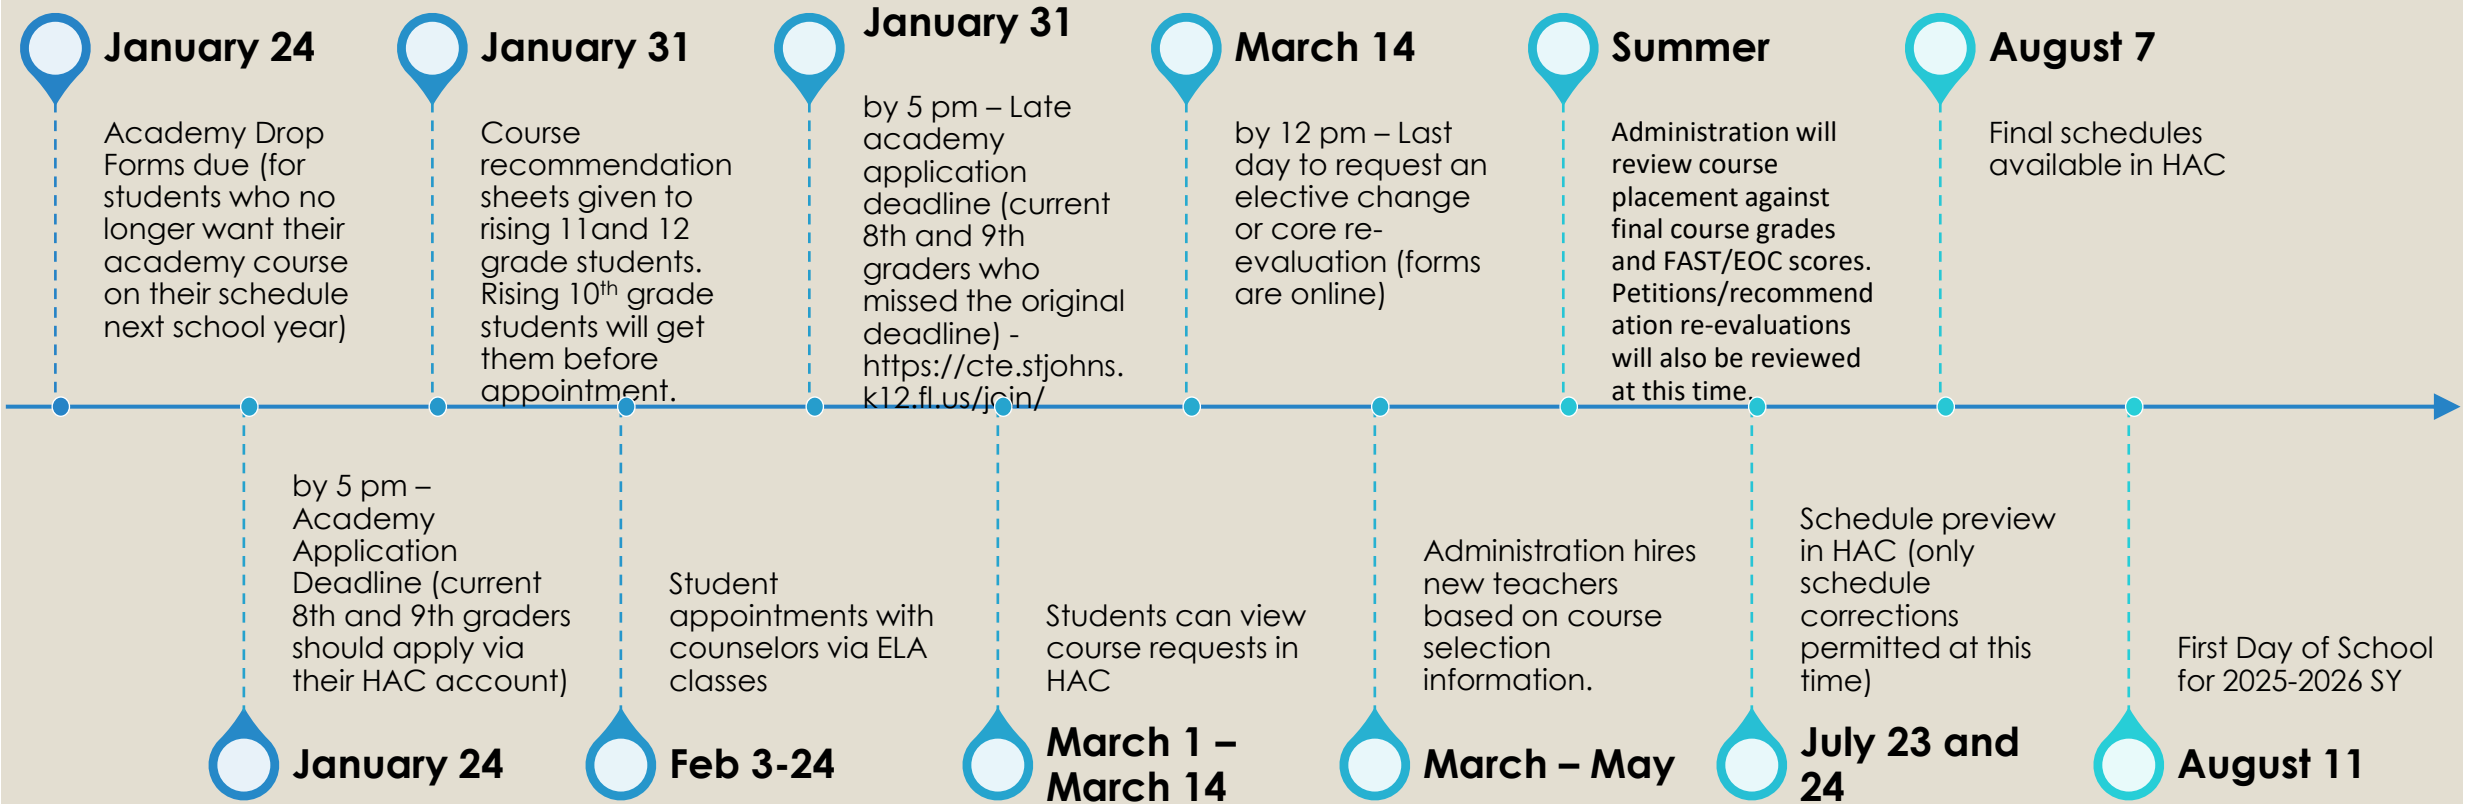 January 24
Academy Drop
Forms due (for
students who no
longer want their
academy course
on their schedule
next school year)
by 5 pm –
Academy
Application
Deadline (current
8th and 9th graders
should apply via
their HAC account)
January 24
January 31
Course
recommendation
sheets given to
rising 11and 12
grade students.
Rising 10th grade
students will get
them before
appointment.
Student
appointments with
counselors via ELA
classes
Feb 3-24
January 31
by 5 pm – Late
academy
application
deadline (current
8th and 9th
graders who
missed the original
deadline) -
https://cte.stjohns.
k12.fl.us/join/
Students can view
course requests in
HAC
March 1 –
March 14
March 14
by 12 pm – Last
day to request an
elective change
or core re-
evaluation (forms
are online)
Administration hires
new teachers
based on course
selection
information.
March – May
Summer
Administration will
review course
placement against
final course grades
and FAST/EOC scores.
Petitions/recommend
ation re-evaluations
will also be reviewed
at this time.
Schedule preview
in HAC (only
schedule
corrections
permitted at this
time)
July 23 and
24
August 7
Final schedules
available in HAC
First Day of School
for 2025-2026 SY
August 11